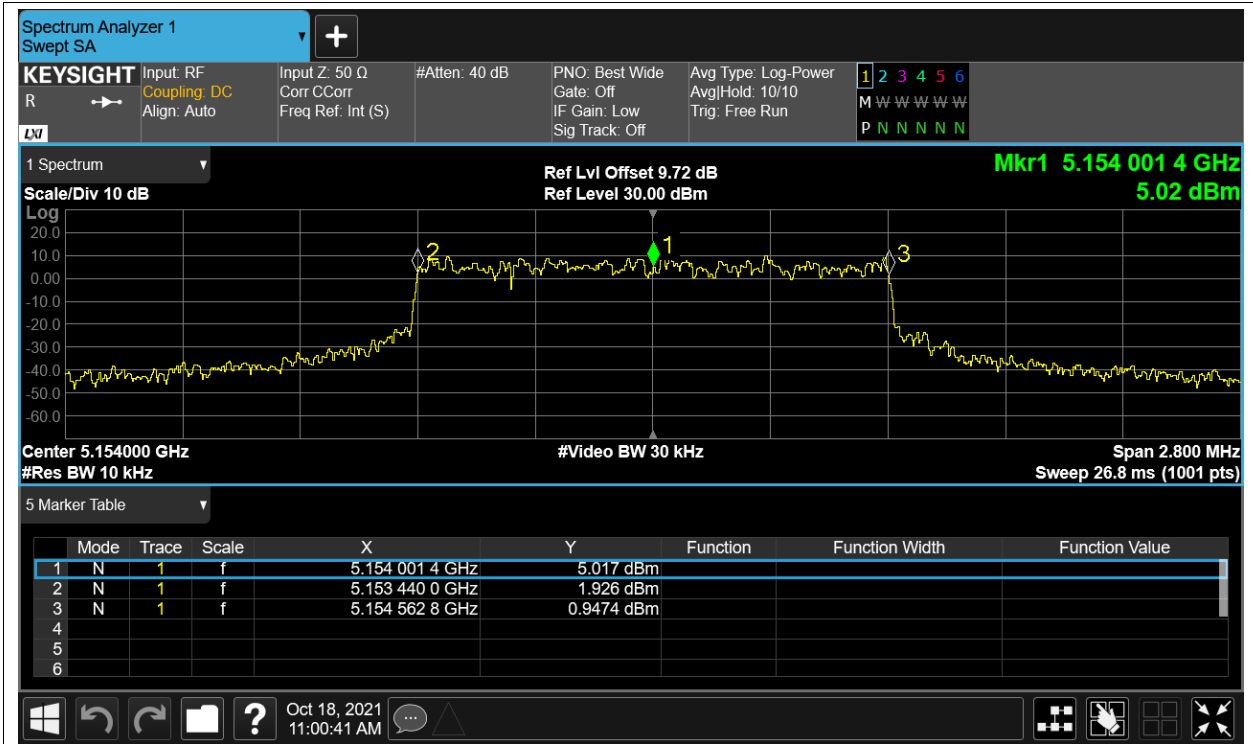 Spectrum Analyzer 1
Swept SA
KEYSIGHT
R
LXI
Input: RF
Coupling: DC
Align: Auto
Input Z: 50 Ω
Corr CCorr
Freq Ref: Int (S)
#Atten: 40 dB
PNO: Best Wide
Gate: Off
IF Gain: Low
Sig Track: Off
Avg Type: Log-Power
Avg|Hold: 10/10
Trig: Free Run
1 2 3 4 5 6
M W W W W W
P N N N N N
1 Spectrum
Scale/Div 10 dB
Ref Lvl Offset 9.72 dB
Ref Level 30.00 dBm
Mkr1 5.154 001 4 GHz
5.02 dBm
Log
20.0
10.0
0.00
-10.0
-20.0
-30.0
-40.0
-50.0
-60.0
2
1
3
Center 5.154000 GHz
#Res BW 10 kHz
#Video BW 30 kHz
Span 2.800 MHz
Sweep 26.8 ms (1001 pts)
5 Marker Table
Mode Trace Scale X Y Function Function Width Function Value
1 N 1 f 5.154 001 4 GHz 5.017 dBm
2 N 1 f 5.153 440 0 GHz 1.926 dBm
3 N 1 f 5.154 562 8 GHz 0.9474 dBm
4
5
6
?
Oct 18, 2021
11:00:41 AM